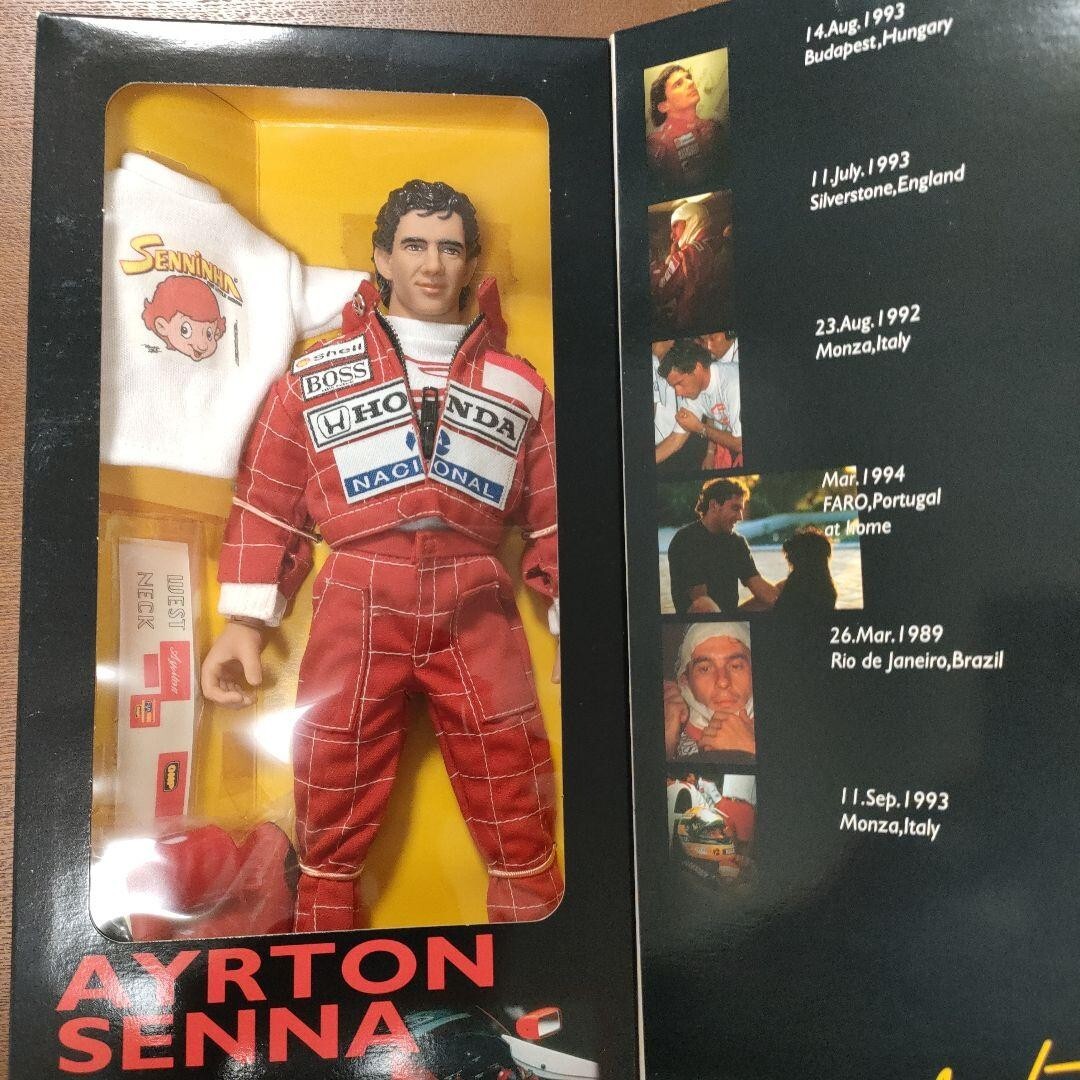 SENNINHA
Shell
BOSS
HONDA
NACIONAL
WEST
NECK
OMP
AYRTON
SENNA
14.Aug.1993
Budapest,Hungary
11.July.1993
Silverstone,England
23.Aug.1992
Monza,Italy
Mar.1994
FARO,Portugal
at home
26.Mar.1989
Rio de Janeiro,Brazil
11.Sep.1993
Monza,Italy